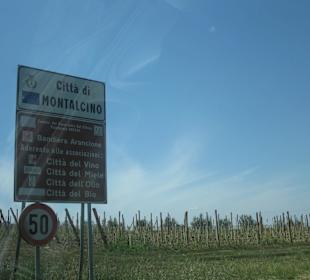 Città di
MONTALCINO
Bandiera Arancione
Aderente alle associazioni:
Città del Vino
Città del Miele
Città dell'Olio
Città del Bio
50